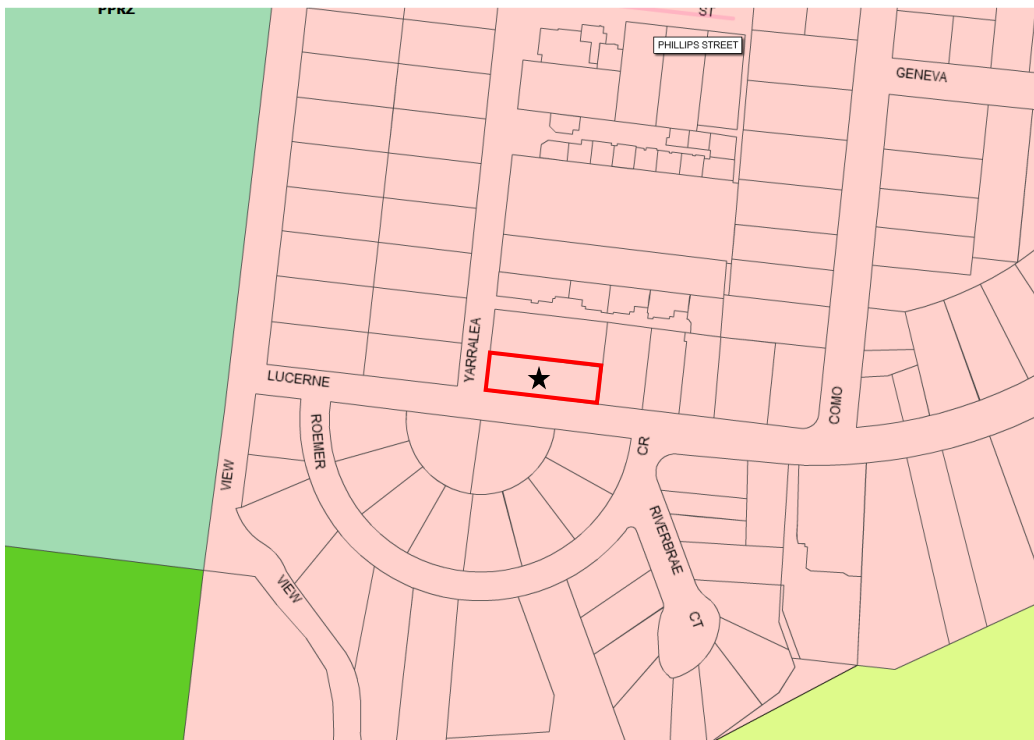 PPRZ
ST
PHILLIPS STREET
GENEVA
YARRALEA
LUCERNE
COMO
ROEMER
CR
VIEW
RIVERBRAE
VIEW
CT